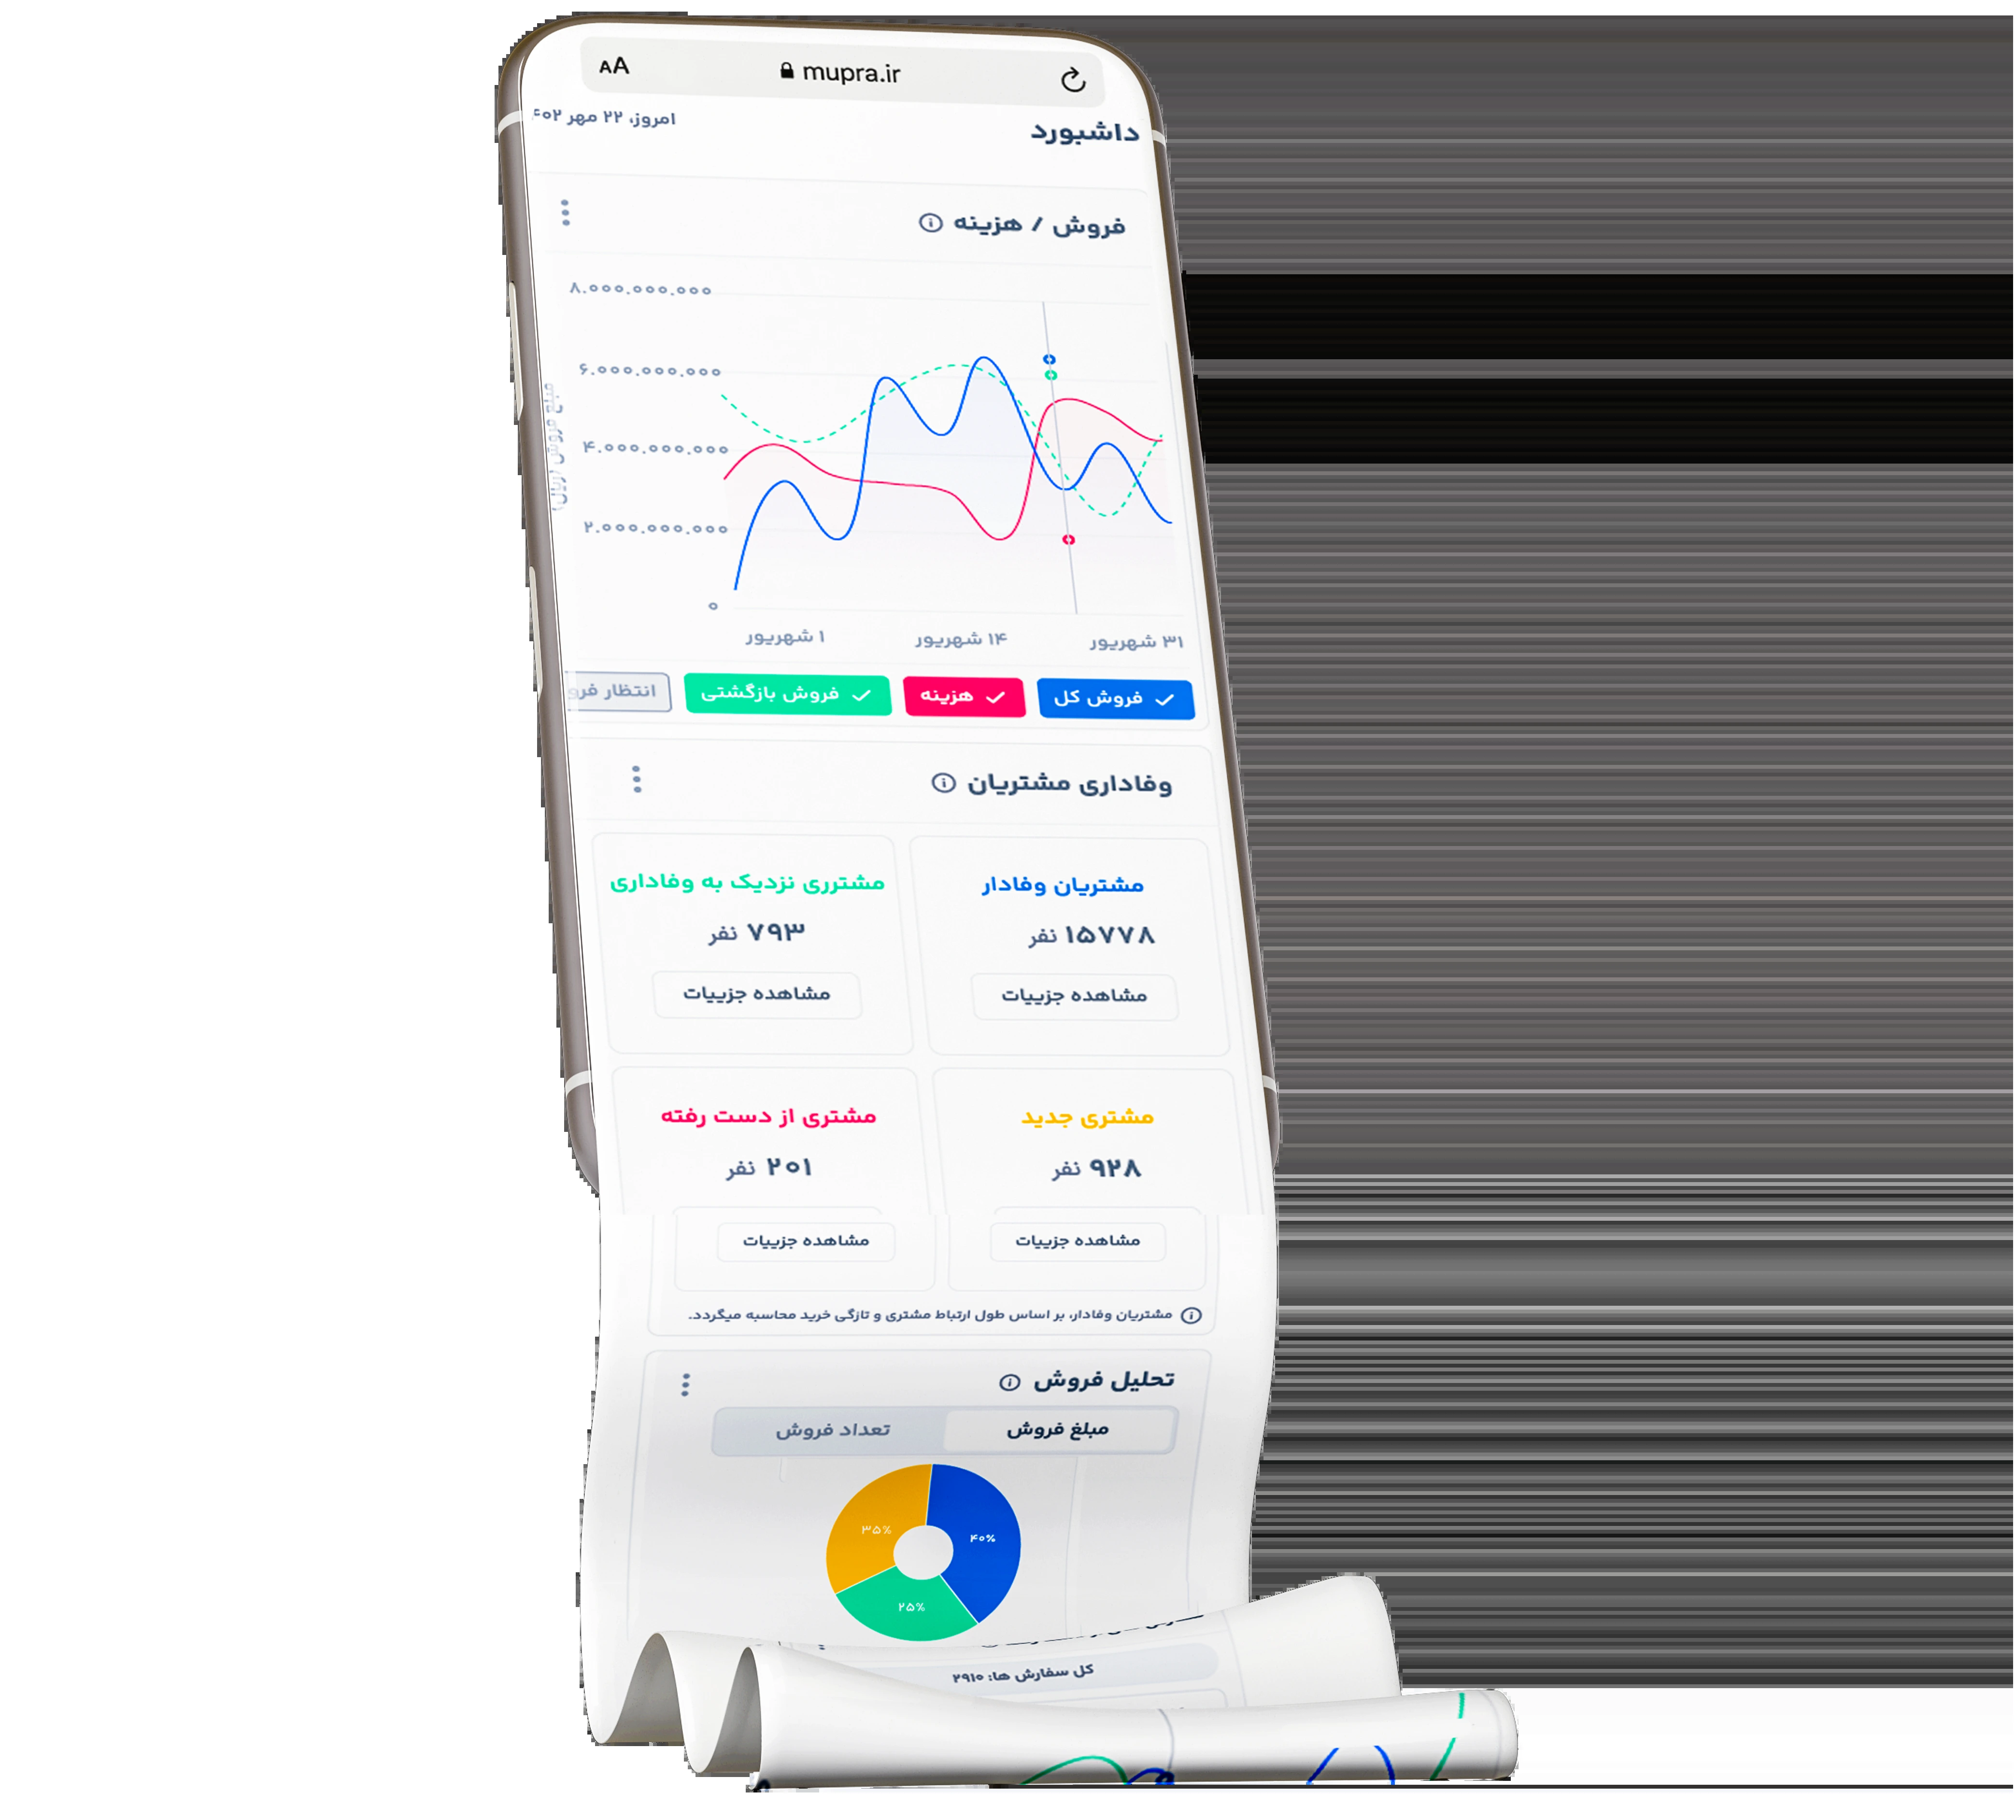 AA mupra.ir
داشبورد
امروز، ۲۲ مهر ۴۰۲
فروش / هزینه
۸.۰۰۰.۰۰۰.۰۰۰
۶.۰۰۰.۰۰۰.۰۰۰
۴.۰۰۰.۰۰۰.۰۰۰
۲.۰۰۰.۰۰۰.۰۰۰
۰
مبلغ فروش (ریال)
۱ شهریور
۱۴ شهریور
۳۱ شهریور
فروش کل
هزینه
فروش بازگشتی
انتظار فرو
وفاداری مشتریان
مشتریان وفادار
۱۵۷۷۸ نفر
مشاهده جزییات
مشترری نزدیک به وفاداری
۷۹۳ نفر
مشاهده جزییات
مشتری جدید
۹۲۸ نفر
مشاهده جزییات
مشتری از دست رفته
۲۰۱ نفر
مشاهده جزییات
مشتریان وفادار، بر اساس طول ارتباط مشتری و تازگی خرید محاسبه میگردد.
تحلیل فروش
مبلغ فروش
تعداد فروش
۳۵%
۴۰%
۲۵%
کل سفارش ها: ۲۹۱۰